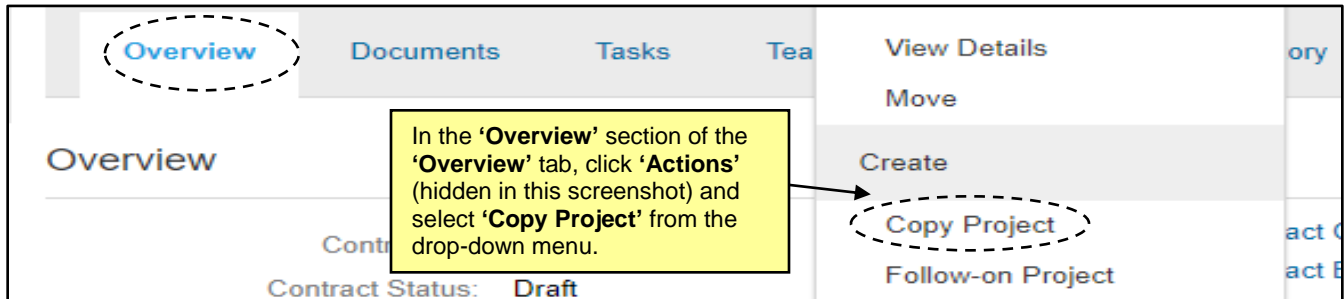 Overview Documents Tasks Tea View Details ory
Move
Overview
In the ‘Overview’ section of the
‘Overview’ tab, click ‘Actions’
(hidden in this screenshot) and
select ‘Copy Project’ from the
drop-down menu.
Create
Copy Project
Contr act
Contract Status: Draft Follow-on Project act